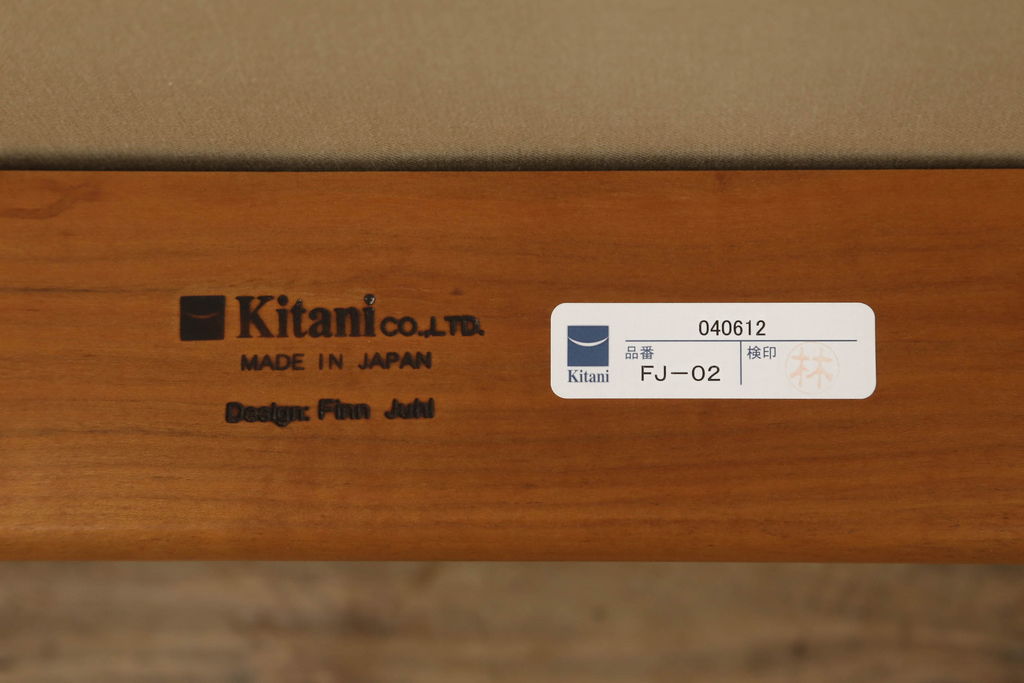 Kitani CO.,LTD.
MADE IN JAPAN
Design: Finn Juhl
040612
Kitani
品番
FJ-02
検印
林